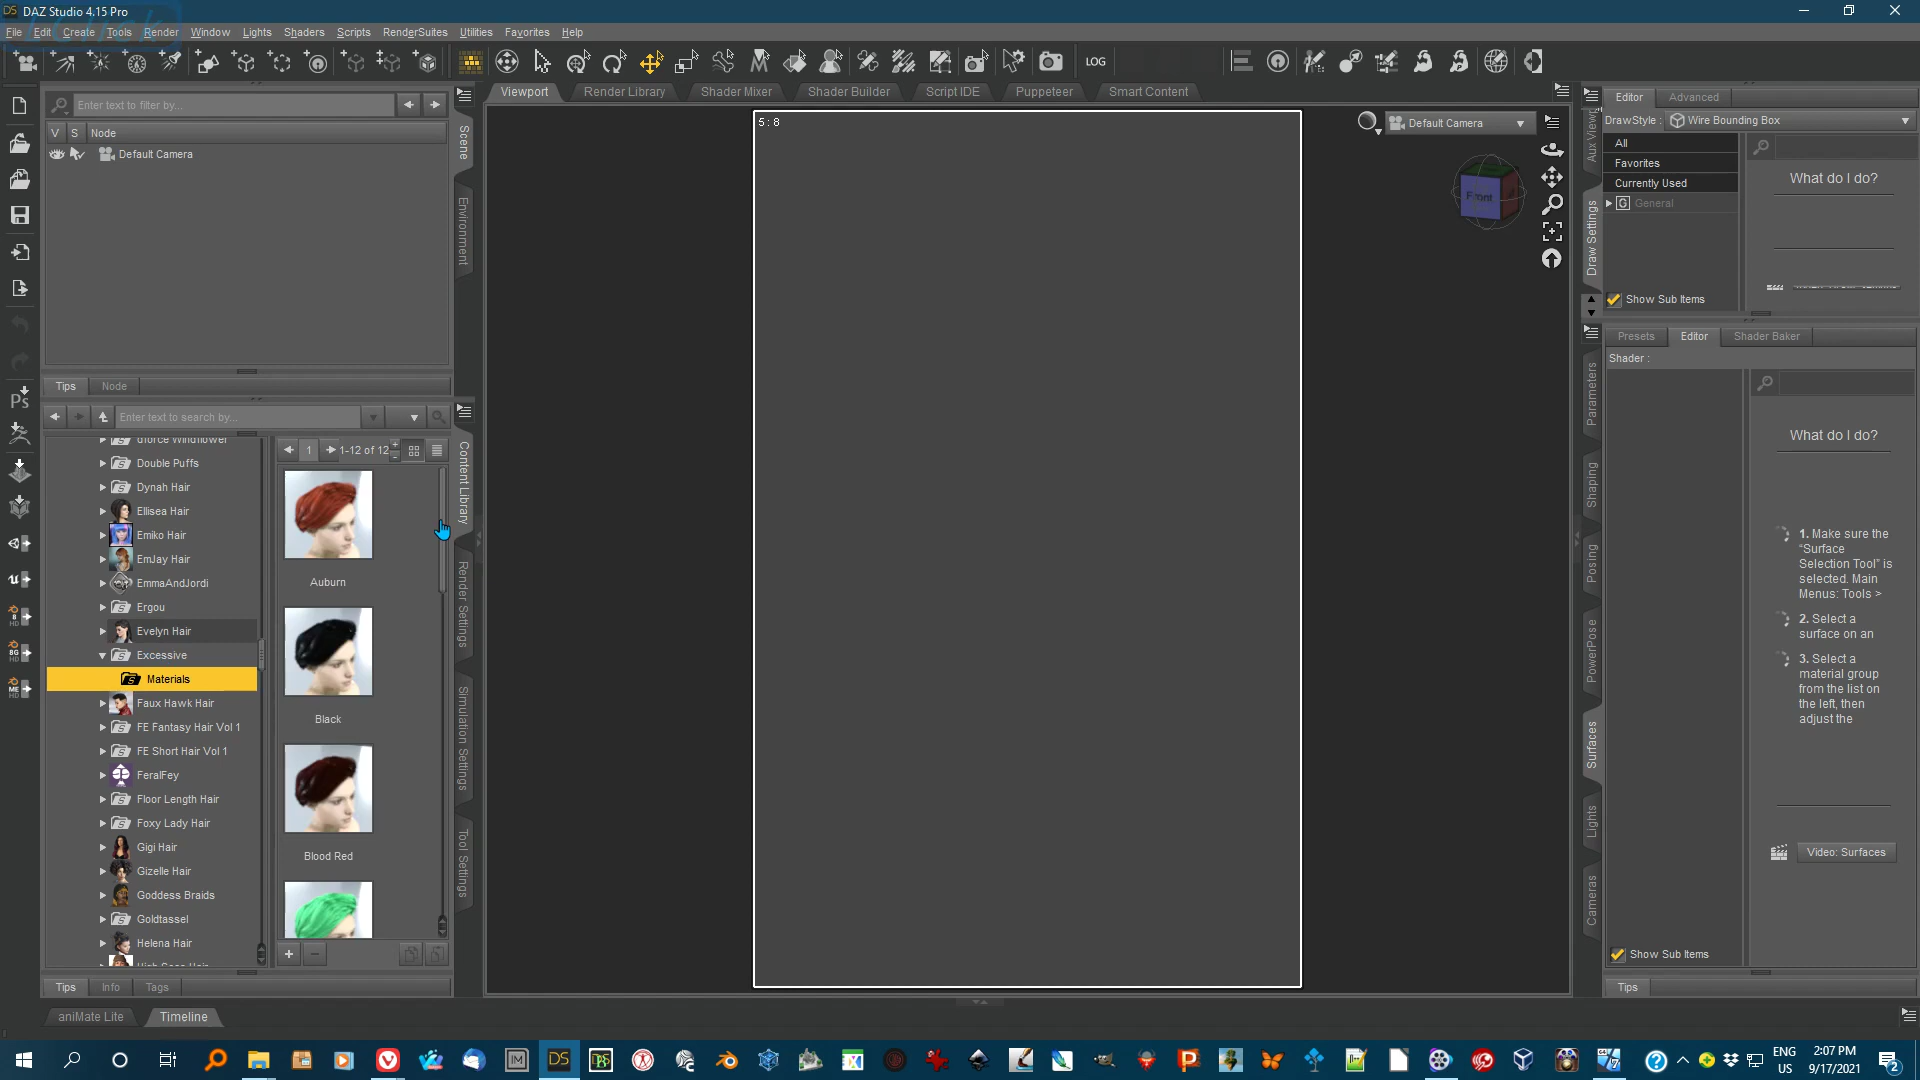 DAZ Studio 4.15 Pro
File Edit Create Tools Render Window Lights Shaders Scripts RenderSuites Utilities Favorites Help
LOG
Enter text to filter by...
V S Node
Default Camera
Scene
Environment
Tips Node
Enter text to search by...
Double Puffs
Dynah Hair
Ellisea Hair
Emiko Hair
EmJay Hair
EmmaAndJordi
Ergou
Evelyn Hair
Excessive
Materials
Faux Hawk Hair
FE Fantasy Hair Vol 1
FE Short Hair Vol 1
FeralFey
Floor Length Hair
Foxy Lady Hair
Gigi Hair
Gizelle Hair
Goddess Braids
Goldtassel
Helena Hair
1 1-12 of 12
Auburn
Black
Blood Red
Content Library
Render Settings
Simulation Settings
Tool Settings
Tips Info Tags
aniMate Lite Timeline
Viewport Render Library Shader Mixer Shader Builder Script IDE Puppeteer Smart Content
5 : 8
Default Camera
Front
Editor Advanced
DrawStyle : Wire Bounding Box
All
Favorites
Currently Used
General
What do I do?
Show Sub Items
Draw Settings
Presets Editor Shader Baker
Shader :
What do I do?
1. Make sure the
“Surface
Selection Tool” is
selected. Main
Menus: Tools >
2. Select a
surface on an
3. Select a
material group
from the list on
the left, then
adjust the
Video: Surfaces
Show Sub Items
Tips
Parameters
Shaping
Posing
PowerPose
Surfaces
Lights
Cameras
ENG
US
2:07 PM
9/17/2021
2